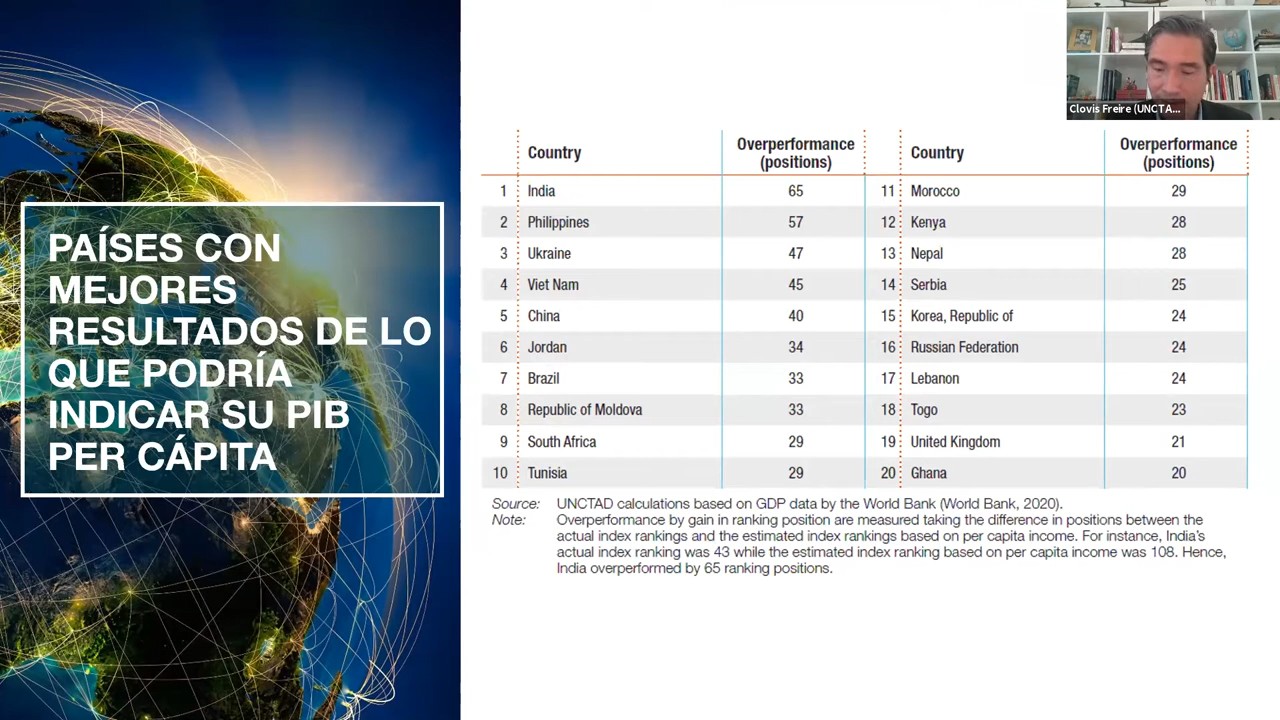 Clovis Freire (UNCTA...
PAÍSES CON
MEJORES
RESULTADOS DE LO
QUE PODRÍA
INDICAR SU PIB
PER CÁPITA
Country Overperformance (positions) Country Overperformance (positions)
1 India 65 11 Morocco 29
2 Philippines 57 12 Kenya 28
3 Ukraine 47 13 Nepal 28
4 Viet Nam 45 14 Serbia 25
5 China 40 15 Korea, Republic of 24
6 Jordan 34 16 Russian Federation 24
7 Brazil 33 17 Lebanon 24
8 Republic of Moldova 33 18 Togo 23
9 South Africa 29 19 United Kingdom 21
10 Tunisia 29 20 Ghana 20
Source: UNCTAD calculations based on GDP data by the World Bank (World Bank, 2020).
Note: Overperformance by gain in ranking position are measured taking the difference in positions between the
actual index rankings and the estimated index rankings based on per capita income. For instance, India's
actual index ranking was 43 while the estimated index ranking based on per capita income was 108. Hence,
India overperformed by 65 ranking positions.